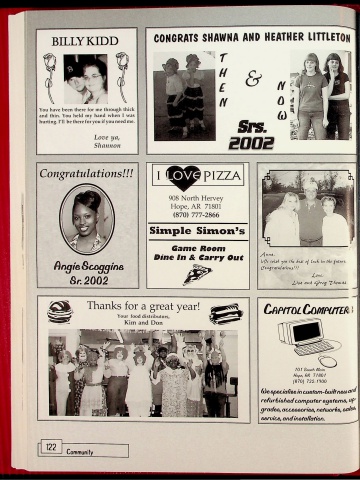 BILLY KIDD
You have been there for me through thick
and thin. You held my hand when I was
hurting. I'll be there for you if you need me.
Love ya,
Shannon
CONGRATS SHAWNA AND HEATHER LITTLETON
THEN
&
NOW
Srs.
2002
Congratulations!!!
Angie Scoggins
Sr. 2002
I LOVE PIZZA
908 North Hervey
Hope, AR 71801
(870) 777-2866
Simple Simon's
Game Room
Dine In & Carry Out
Anna,
We wish you the best of luck in the future.
Congratulations!!!
Love,
Lisa and Greg Thomas
Thanks for a great year!
Your food distributors,
Kim and Don
CAPITOL COMPUTER
101 South Main
Hope, AR 71801
(870) 722-1900
We specialize in custom-built new and
refurbished computer systems, up-
grades, accessories, networks, sales,
service, and installation.
122
Community